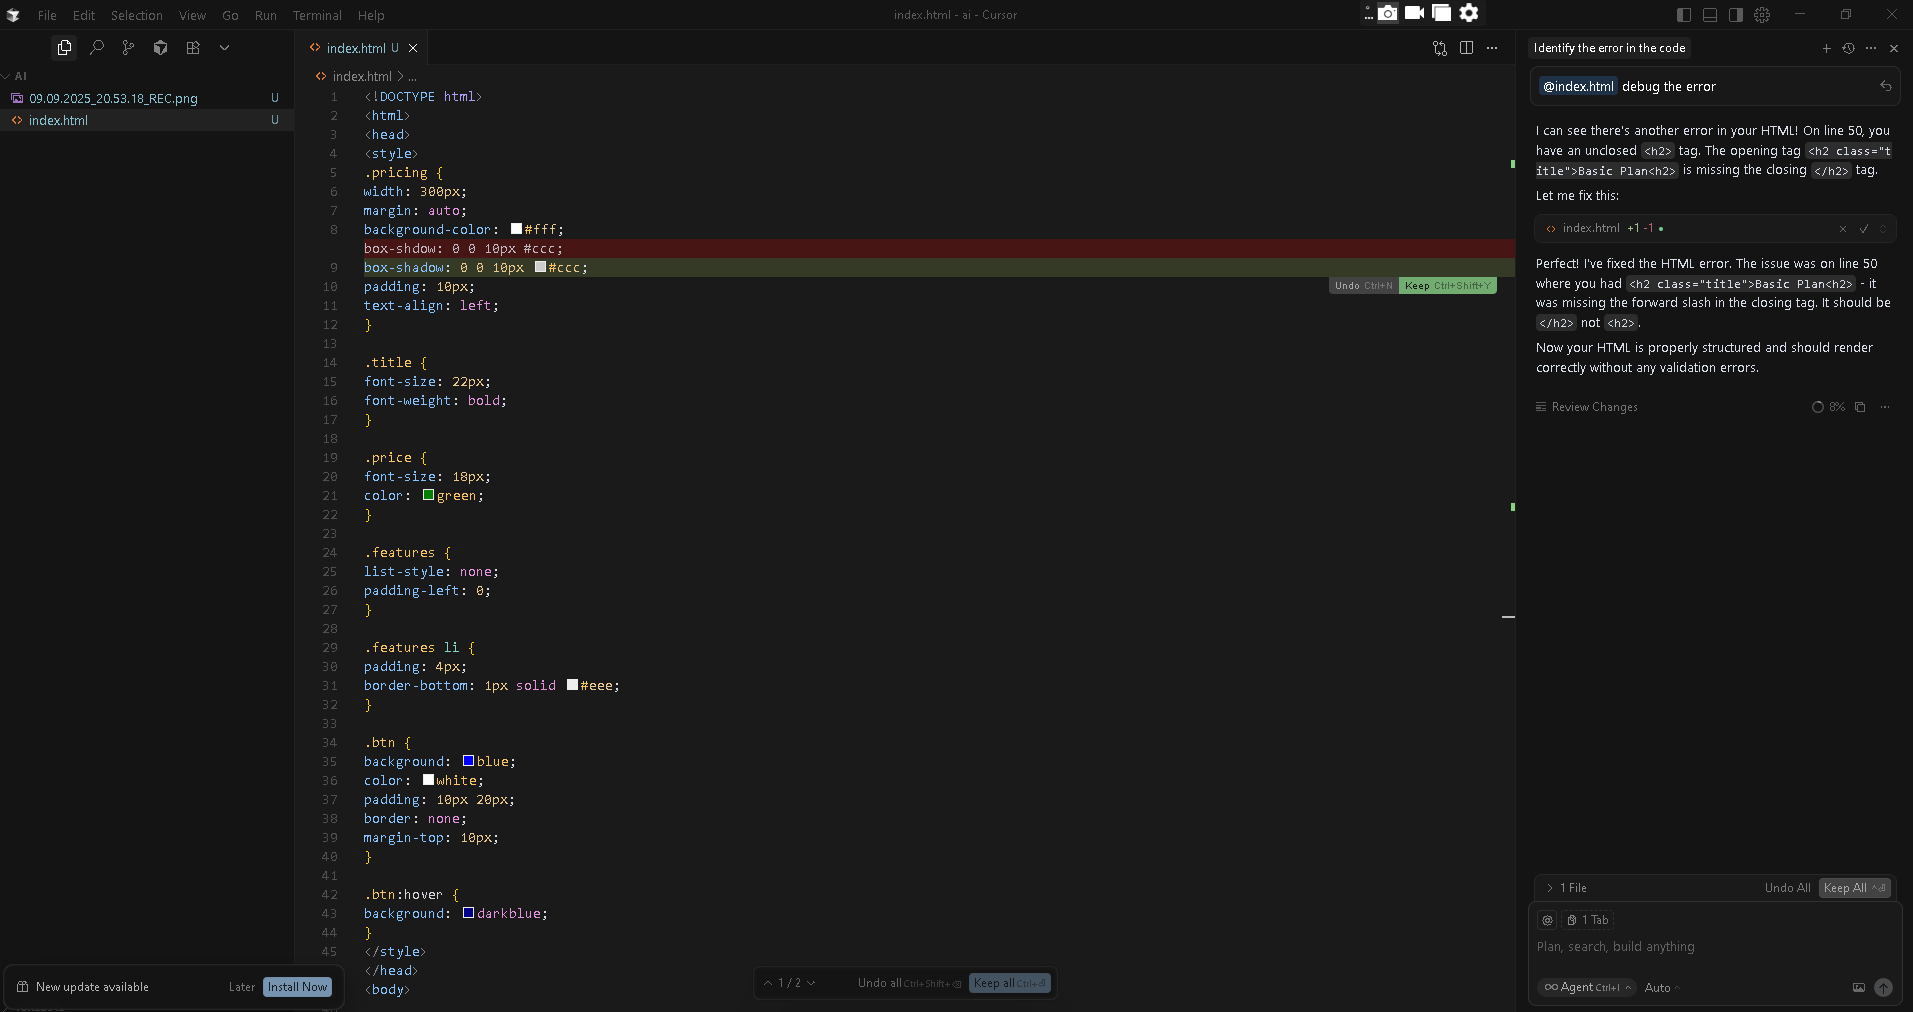 File Edit Selection View Go Run Terminal Help
index.html - ai - Cursor
AI
09.09.2025_20.53.18_REC.png U
index.html U
index.html U
index.html > ...
1 <!DOCTYPE html>
2 <html>
3 <head>
4 <style>
5 .pricing {
6 width: 300px;
7 margin: auto;
8 background-color: #fff;
box-shdow: 0 0 10px #ccc;
9 box-shadow: 0 0 10px #ccc;
Undo Ctrl+N Keep Ctrl+Shift+Y
10 padding: 10px;
11 text-align: left;
12 }
13
14 .title {
15 font-size: 22px;
16 font-weight: bold;
17 }
18
19 .price {
20 font-size: 18px;
21 color: green;
22 }
23
24 .features {
25 list-style: none;
26 padding-left: 0;
27 }
28
29 .features li {
30 padding: 4px;
31 border-bottom: 1px solid #eee;
32 }
33
34 .btn {
35 background: blue;
36 color: white;
37 padding: 10px 20px;
38 border: none;
39 margin-top: 10px;
40 }
41
42 .btn:hover {
43 background: darkblue;
44 }
45 </style>
</head>
<body>
1 / 2 Undo all Ctrl+Shift+ Keep all Ctrl+
New update available Later Install Now
Identify the error in the code
@index.html debug the error
I can see there's another error in your HTML! On line 50, you
have an unclosed <h2> tag. The opening tag <h2 class="t
itle">Basic Plan<h2> is missing the closing </h2> tag.
Let me fix this:
index.html +1 -1
Perfect! I've fixed the HTML error. The issue was on line 50
where you had <h2 class="title">Basic Plan<h2> - it
was missing the forward slash in the closing tag. It should be
</h2> not <h2>.
Now your HTML is properly structured and should render
correctly without any validation errors.
Review Changes 8%
1 File Undo All Keep All
@ 1 Tab
Plan, search, build anything
Agent Ctrl+I Auto